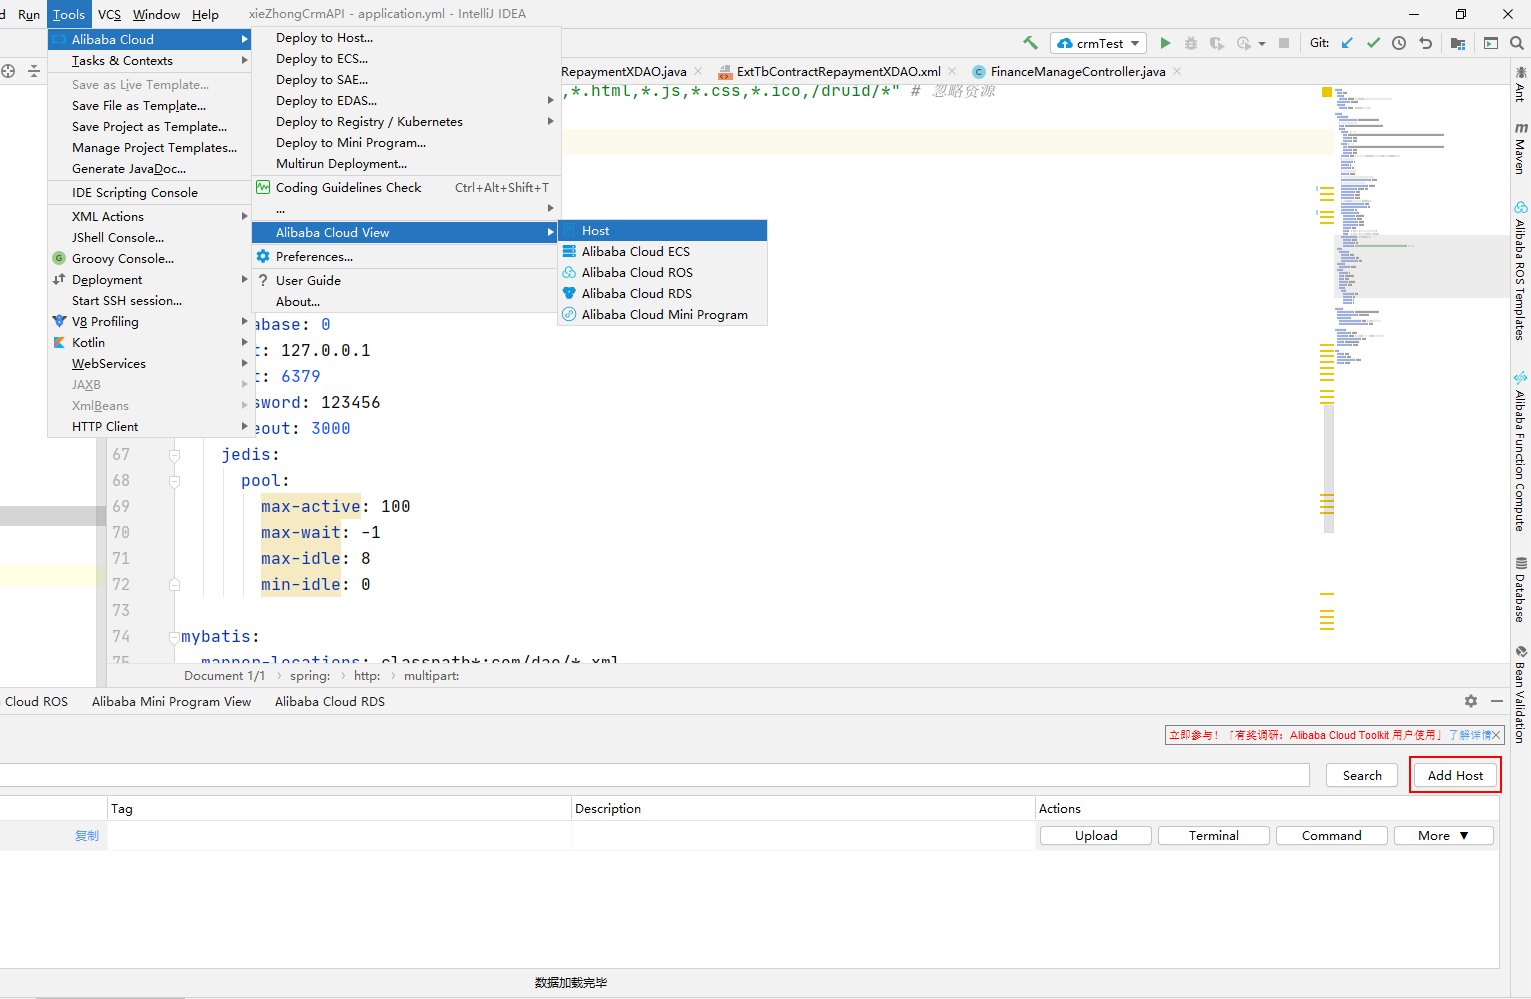 d Run Tools VCS Window Help xieZhongCrmAPI - application.yml - IntelliJ IDEA
crmTest Git:
RepaymentXDAO.java ExtTbContractRepaymentXDAO.xml FinanceManageController.java
Alibaba Cloud
Tasks & Contexts
Save as Live Template...
Save File as Template...
Save Project as Template...
Manage Project Templates...
Generate JavaDoc...
IDE Scripting Console
XML Actions
JShell Console...
Groovy Console...
Deployment
Start SSH session...
V8 Profiling
Kotlin
WebServices
JAXB
XmlBeans
HTTP Client
Deploy to Host...
Deploy to ECS...
Deploy to SAE...
Deploy to EDAS...
Deploy to Registry / Kubernetes
Deploy to Mini Program...
Multirun Deployment...
Coding Guidelines Check Ctrl+Alt+Shift+T
...
Alibaba Cloud View
Preferences...
User Guide
About...
Host
Alibaba Cloud ECS
Alibaba Cloud ROS
Alibaba Cloud RDS
Alibaba Cloud Mini Program
,*.html,*.js,*.css,*.ico,/druid/*" # 忽略资源
abase: 0
t: 127.0.0.1
t: 6379
sword: 123456
eout: 3000
67 jedis:
68 pool:
69 max-active: 100
70 max-wait: -1
71 max-idle: 8
72 min-idle: 0
73
74 mybatis:
75 mapper-locations: classpath*:com/dao/*.xml
Document 1/1 › spring: › http: › multipart:
Ant
Maven
Alibaba ROS Templates
Alibaba Function Compute
Database
Bean Validation
Cloud ROS Alibaba Mini Program View Alibaba Cloud RDS
立即参与！「有奖调研：Alibaba Cloud Toolkit 用户使用」了解详情
Search Add Host
Tag Description Actions
复制 Upload Terminal Command More ▼
数据加载完毕